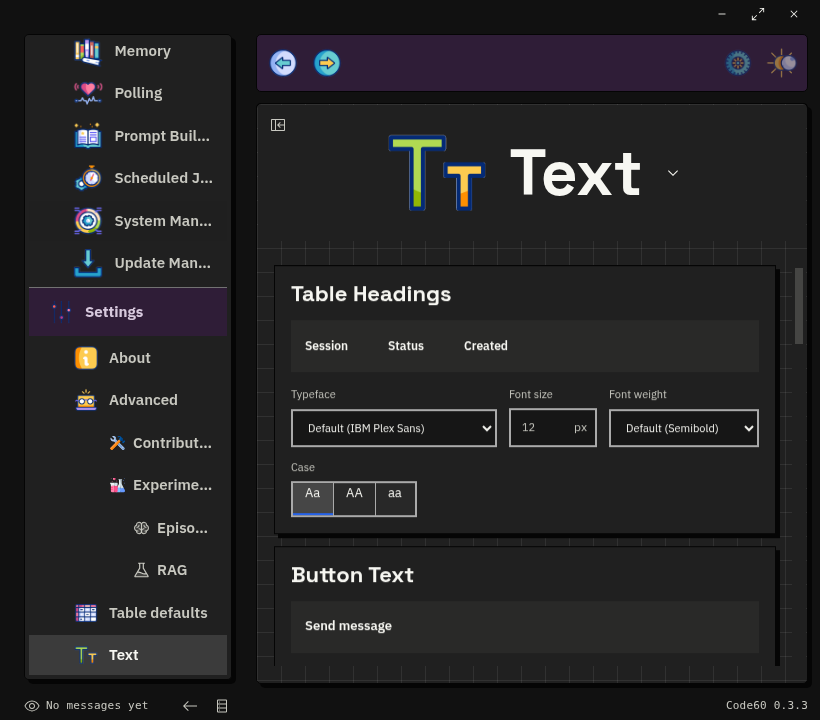 Memory
Polling
Prompt Buil...
Scheduled J...
System Man...
Update Man...
Settings
About
Advanced
Contribut...
Experime...
Episo...
RAG
Table defaults
Text
No messages yet
Tt Text
Table Headings
Session Status Created
Typeface Font size Font weight
Default (IBM Plex Sans) 12 px Default (Semibold)
Case
Aa AA aa
Button Text
Send message
Code60 0.3.3